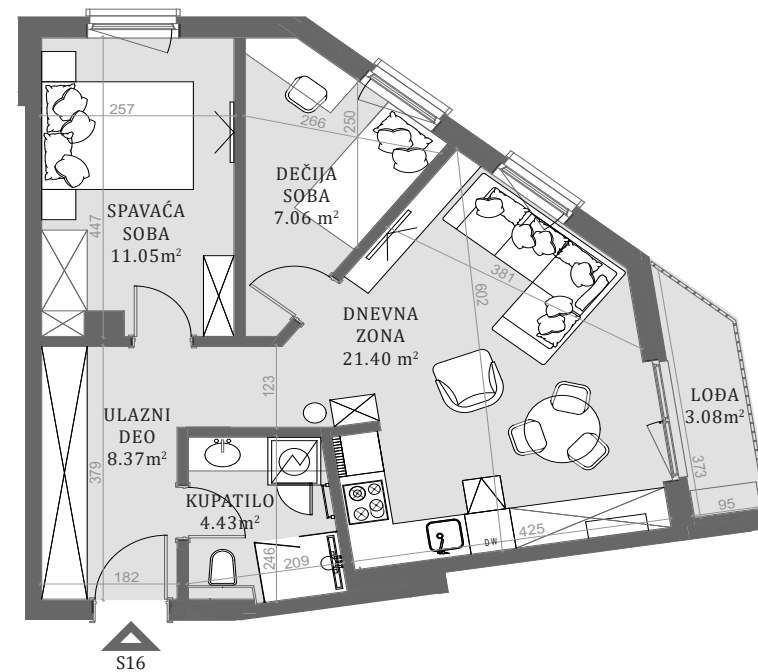 257
266
250
DEČIJA
SOBA
7.06 m²
SPAVAĆA
SOBA
11.05m²
447
381
602
DNEVNA
ZONA
21.40 m²
123
LOĐA
3.08m²
ULAZNI
DEO
8.37m²
379
373
95
KUPATILO
4.43m²
425
DW
246
209
182
S16